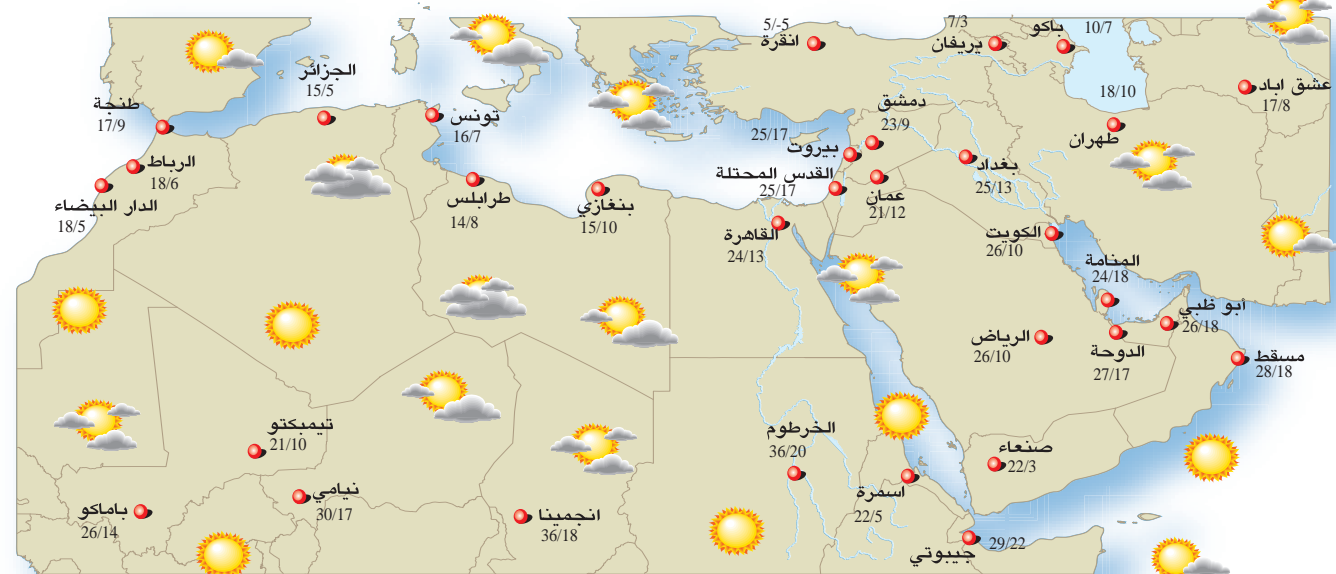 5/-5
انقرة
7/3
يريفان
باكو
10/7
18/10
عشق اباد
17/8
طهران
الجزائر
15/5
طنجة
17/9
تونس
16/7
الرباط
18/6
الدار البيضاء
18/5
طرابلس
14/8
بنغازي
15/10
دمشق
23/9
25/17
بيروت
القدس المحتلة
25/17
عمان
21/12
بغداد
25/13
القاهرة
24/13
الكويت
26/10
المنامة
24/18
أبو ظبي
26/18
الرياض
26/10
الدوحة
27/17
مسقط
28/18
تيمبكتو
21/10
الخرطوم
36/20
صنعاء
22/3
نيامي
30/17
باماكو
26/14
انجمينا
36/18
اسمرة
22/5
29/22
جيبوتي